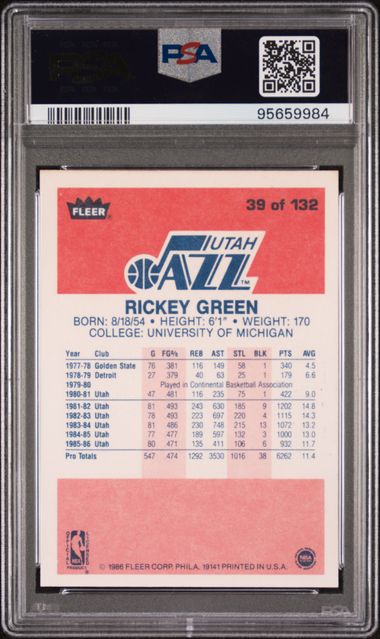 PSA
95659984
FLEER
39 of 132
UTAH
JAZZ TM
RICKEY GREEN
BORN: 8/18/54 • HEIGHT: 6'1" • WEIGHT: 170
COLLEGE: UNIVERSITY OF MICHIGAN
Year Club G FG% REB AST STL BLK PTS AVG
1977-78 Golden State 76 .381 116 149 58 1 340 4.5
1978-79 Detroit 27 .379 40 63 25 1 179 6.6
1979-80 Played in Continental Basketball Association
1980-81 Utah 47 .481 116 235 75 1 422 9.0
1981-82 Utah 81 .493 243 630 185 9 1202 14.8
1982-83 Utah 78 .493 223 697 220 4 1115 14.3
1983-84 Utah 81 .486 230 748 215 13 1072 13.2
1984-85 Utah 77 .477 189 597 132 3 1000 13.0
1985-86 Utah 80 .471 135 411 106 6 932 11.7
Pro Totals 547 .474 1292 3530 1016 38 6262 11.4
OFFICIAL LICENSED PRODUCT
NBA
© 1986 FLEER CORP. PHILA. 19141 PRINTED IN U.S.A.